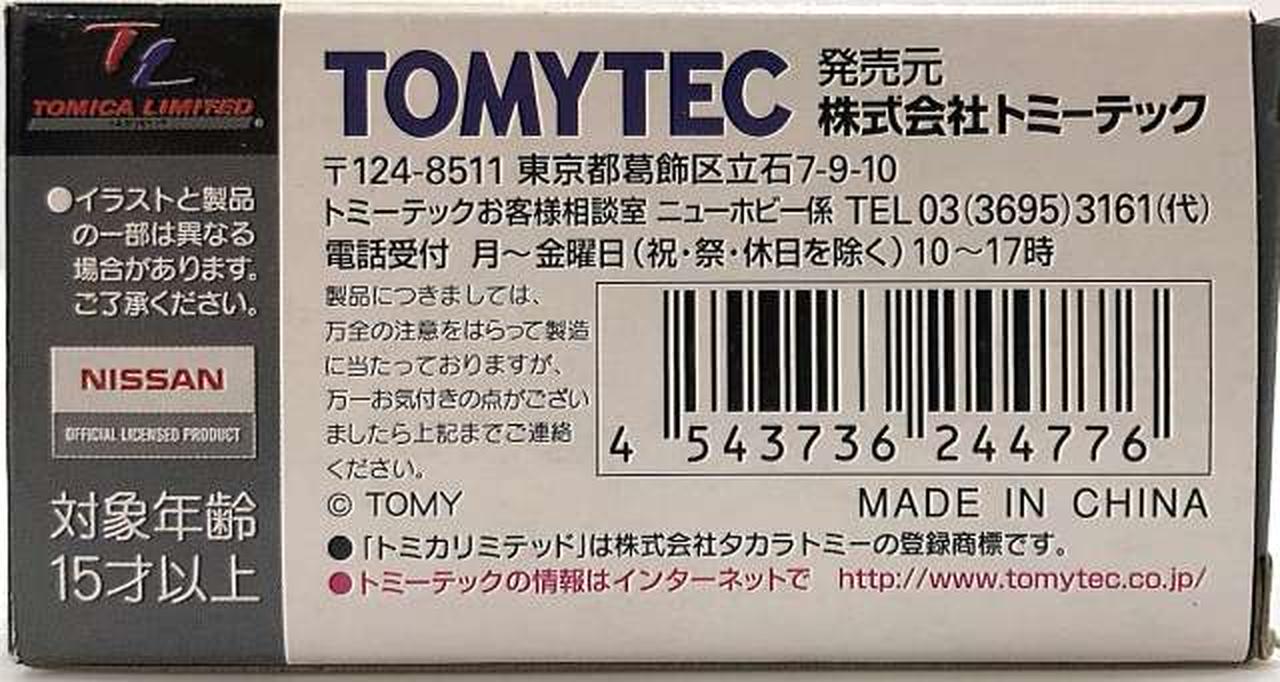 TL
TOMICA LIMITED
●イラストと製品
の一部は異なる
場合があります。
ご了承ください。
NISSAN
OFFICIAL LICENSED PRODUCT
対象年齢
15才以上
TOMYTEC
発売元
株式会社トミーテック
〒124-8511 東京都葛飾区立石7-9-10
トミーテックお客様相談室 ニューホビー係 TEL 03(3695)3161(代)
電話受付 月〜金曜日(祝・祭・休日を除く)10〜17時
製品につきましては、
万全の注意をはらって製造
に当たっておりますが、
万一お気付きの点がござい
ましたら上記までご連絡
ください。
4 543736 244776
© TOMY
MADE IN CHINA
●「トミカリミテッド」は株式会社タカラトミーの登録商標です。
●トミーテックの情報はインターネットで http://www.tomytec.co.jp/